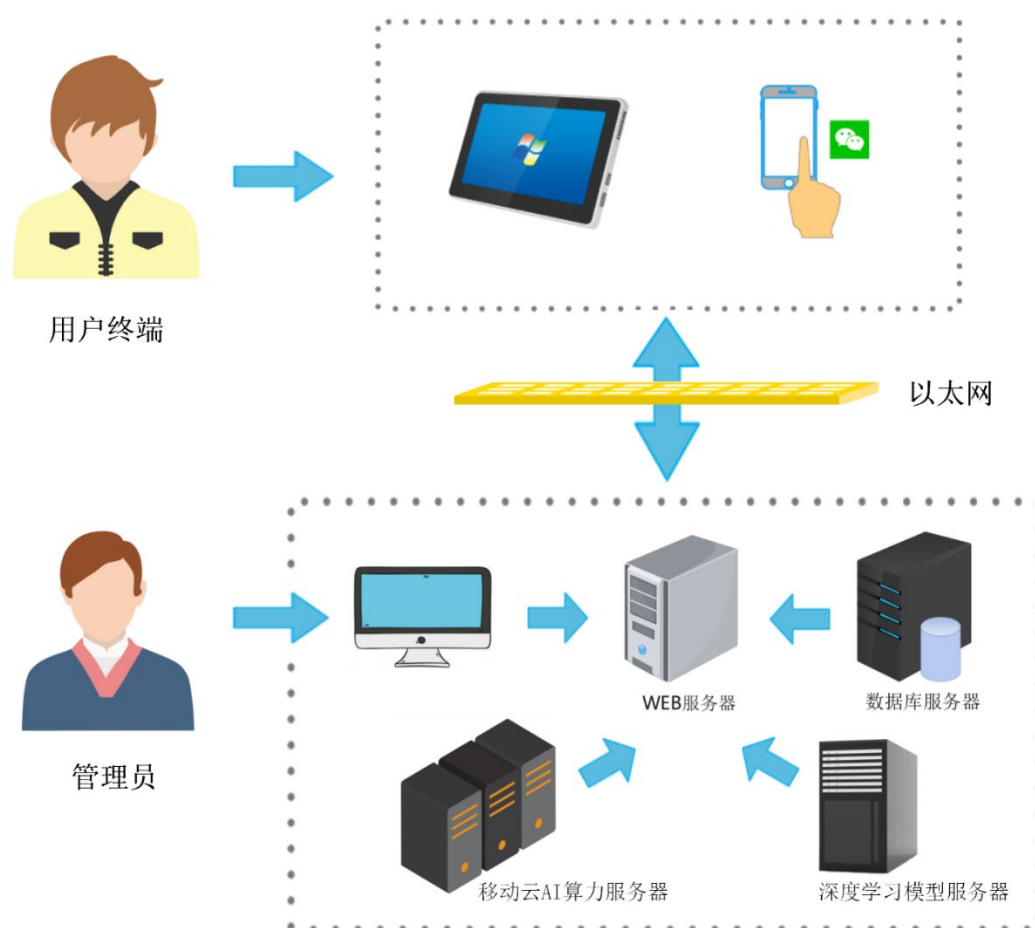 用户终端
以太网
管理员
WEB服务器
数据库服务器
移动云AI算力服务器
深度学习模型服务器